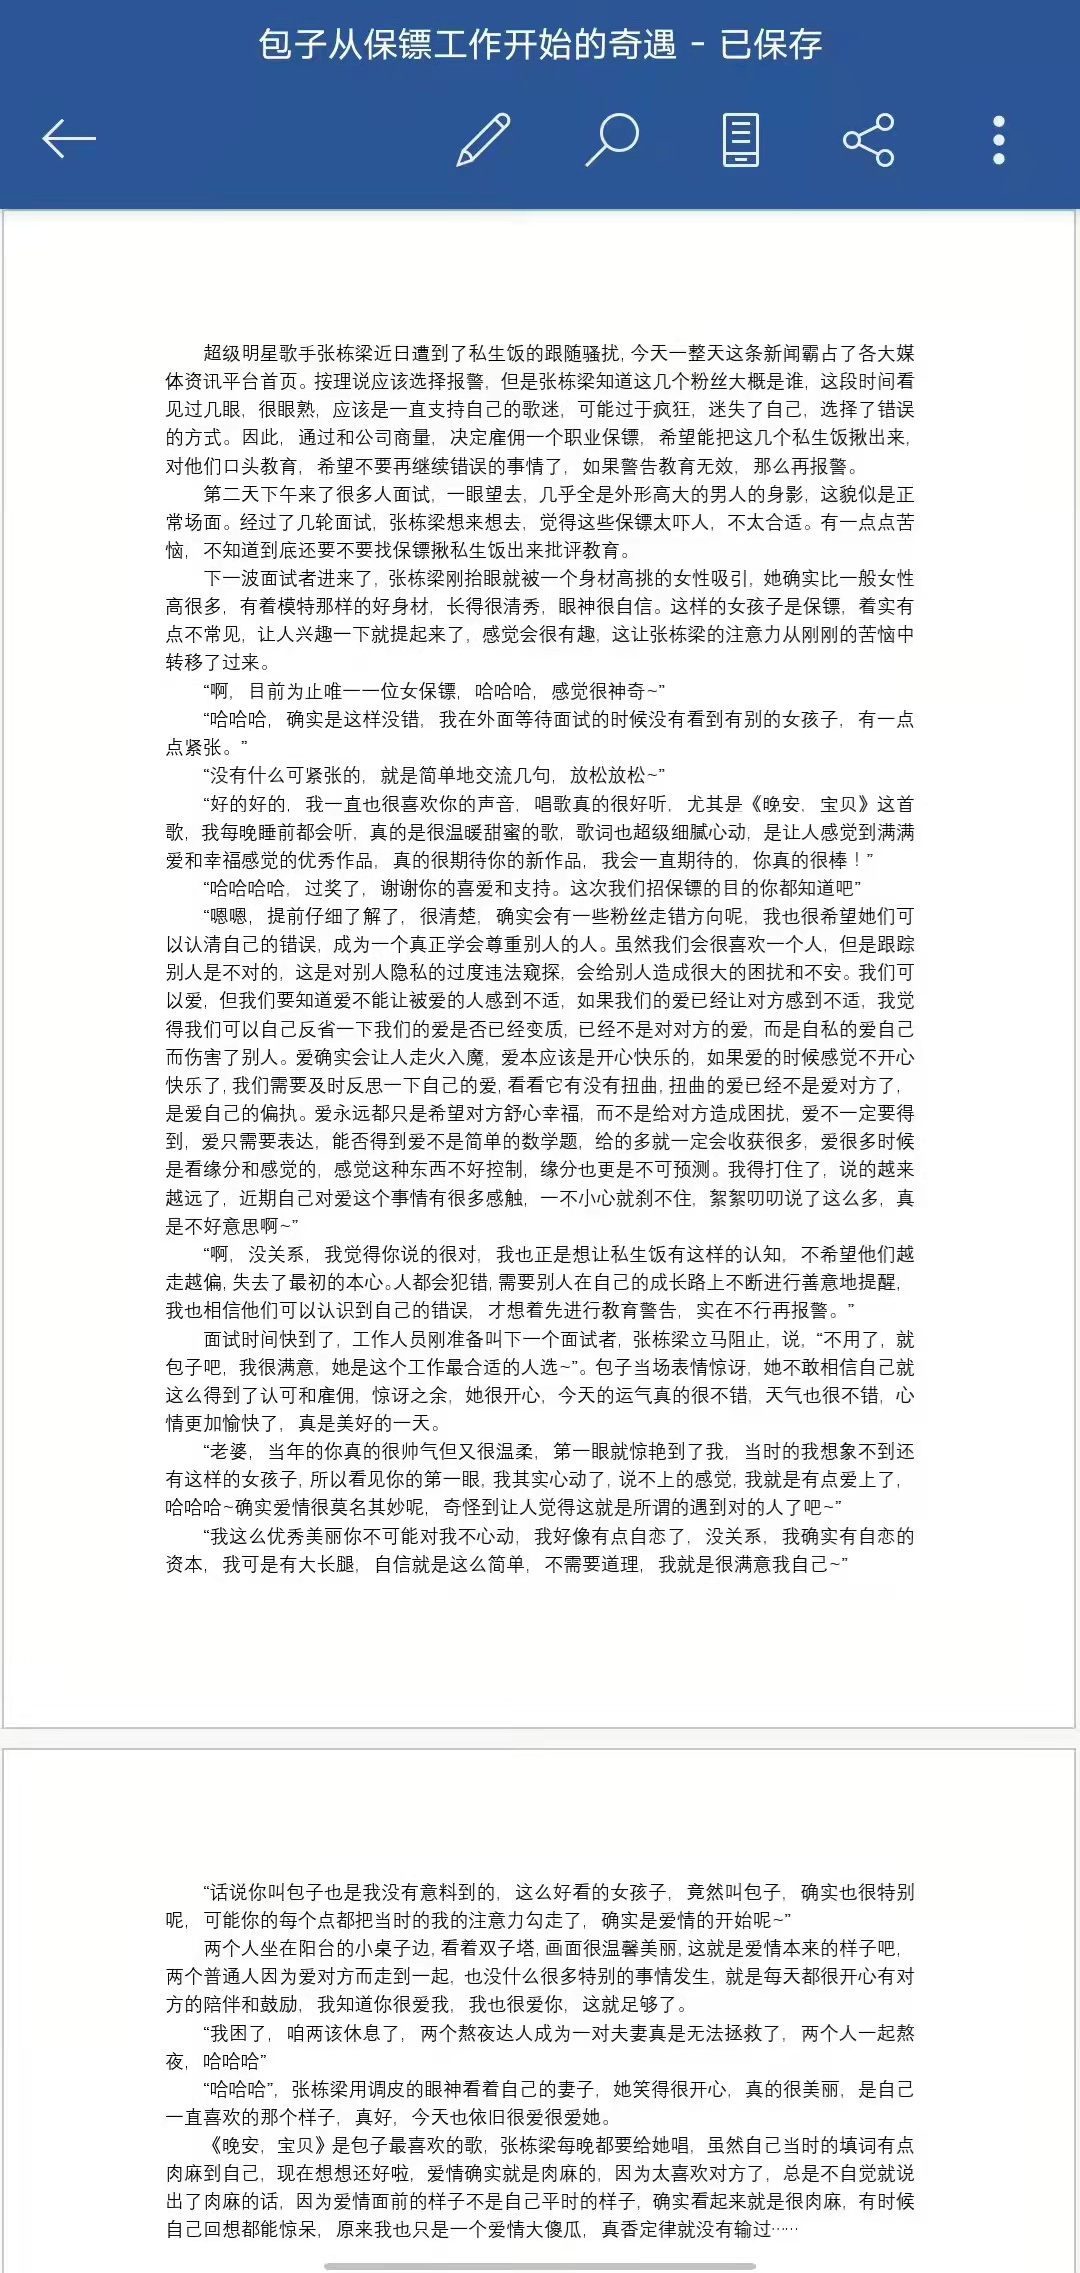 包子从保镖工作开始的奇遇 - 已保存
超级明星歌手张栋梁近日遭到了私生饭的跟随骚扰,今天一整天这条新闻霸占了各大媒
体资讯平台首页。按理说应该选择报警，但是张栋梁知道这几个粉丝大概是谁，这段时间看
见过几眼，很眼熟，应该是一直支持自己的歌迷，可能过于疯狂，迷失了自己，选择了错误
的方式。因此，通过和公司商量，决定雇佣一个职业保镖，希望能把这几个私生饭揪出来，
对他们口头教育，希望不要再继续错误的事情了，如果警告教育无效，那么再报警。
第二天下午来了很多人面试，一眼望去，几乎全是外形高大的男人的身影，这貌似是正
常场面。经过了几轮面试，张栋梁想来想去，觉得这些保镖太吓人，不太合适。有一点点苦
恼，不知道到底还要不要找保镖揪私生饭出来批评教育。
下一波面试者进来了，张栋梁刚抬眼就被一个身材高挑的女性吸引，她确实比一般女性
高很多，有着模特那样的好身材，长得很清秀，眼神很自信。这样的女孩子是保镖，着实有
点不常见，让人兴趣一下就提起来了，感觉会很有趣，这让张栋梁的注意力从刚刚的苦恼中
转移了过来。
“啊，目前为止唯一一位女保镖，哈哈哈，感觉很神奇~”
“哈哈哈，确实是这样没错，我在外面等待面试的时候没有看到有别的女孩子，有一点
点紧张。”
“没有什么可紧张的，就是简单地交流几句，放松放松~”
“好的好的，我一直也很喜欢你的声音，唱歌真的很好听，尤其是《晚安，宝贝》这首
歌，我每晚睡前都会听，真的是很温暖甜蜜的歌，歌词也超级细腻心动，是让人感觉到满满
爱和幸福感觉的优秀作品，真的很期待你的新作品，我会一直期待的，你真的很棒！”
“哈哈哈哈，过奖了，谢谢你的喜爱和支持。这次我们招保镖的目的你都知道吧”
“嗯嗯，提前仔细了解了，很清楚，确实会有一些粉丝走错方向呢，我也很希望她们可
以认清自己的错误，成为一个真正学会尊重别人的人。虽然我们会很喜欢一个人，但是跟踪
别人是不对的，这是对别人隐私的过度违法窥探，会给别人造成很大的困扰和不安。我们可
以爱，但我们要知道爱不能让被爱的人感到不适，如果我们的爱已经让对方感到不适，我觉
得我们可以自己反省一下我们的爱是否已经变质，已经不是对对方的爱，而是自私的爱自己
而伤害了别人。爱确实会让人走火入魔，爱本应该是开心快乐的，如果爱的时候感觉不开心
快乐了,我们需要及时反思一下自己的爱,看看它有没有扭曲,扭曲的爱已经不是爱对方了，
是爱自己的偏执。爱永远都只是希望对方舒心幸福，而不是给对方造成困扰，爱不一定要得
到，爱只需要表达，能否得到爱不是简单的数学题，给的多就一定会收获很多，爱很多时候
是看缘分和感觉的，感觉这种东西不好控制，缘分也更是不可预测。我得打住了，说的越来
越远了，近期自己对爱这个事情有很多感触，一不小心就刹不住，絮絮叨叨说了这么多，真
是不好意思啊~”
“啊，没关系，我觉得你说的很对，我也正是想让私生饭有这样的认知，不希望他们越
走越偏,失去了最初的本心。人都会犯错,需要别人在自己的成长路上不断进行善意地提醒，
我也相信他们可以认识到自己的错误，才想着先进行教育警告，实在不行再报警。”
面试时间快到了，工作人员刚准备叫下一个面试者，张栋梁立马阻止，说，“不用了，就
包子吧，我很满意，她是这个工作最合适的人选~”。包子当场表情惊讶，她不敢相信自己就
这么得到了认可和雇佣，惊讶之余，她很开心，今天的运气真的很不错，天气也很不错，心
情更加愉快了，真是美好的一天。
“老婆，当年的你真的很帅气但又很温柔，第一眼就惊艳到了我，当时的我想象不到还
有这样的女孩子,所以看见你的第一眼,我其实心动了,说不上的感觉,我就是有点爱上了，
哈哈哈~确实爱情很莫名其妙呢，奇怪到让人觉得这就是所谓的遇到对的人了吧~”
“我这么优秀美丽你不可能对我不心动，我好像有点自恋了，没关系，我确实有自恋的
资本，我可是有大长腿，自信就是这么简单，不需要道理，我就是很满意我自己~”
“话说你叫包子也是我没有意料到的，这么好看的女孩子，竟然叫包子，确实也很特别
呢，可能你的每个点都把当时的我的注意力勾走了，确实是爱情的开始呢~”
两个人坐在阳台的小桌子边,看着双子塔,画面很温馨美丽,这就是爱情本来的样子吧，
两个普通人因为爱对方而走到一起，也没什么很多特别的事情发生，就是每天都很开心有对
方的陪伴和鼓励，我知道你很爱我，我也很爱你，这就足够了。
“我困了，咱两该休息了，两个熬夜达人成为一对夫妻真是无法拯救了，两个人一起熬
夜，哈哈哈”
“哈哈哈”，张栋梁用调皮的眼神看着自己的妻子，她笑得很开心，真的很美丽，是自己
一直喜欢的那个样子，真好，今天也依旧很爱很爱她。
《晚安，宝贝》是包子最喜欢的歌，张栋梁每晚都要给她唱，虽然自己当时的填词有点
肉麻到自己，现在想想还好啦，爱情确实就是肉麻的，因为太喜欢对方了，总是不自觉就说
出了肉麻的话，因为爱情面前的样子不是自己平时的样子，确实看起来就是很肉麻，有时候
自己回想都能惊呆，原来我也只是一个爱情大傻瓜，真香定律就没有输过……